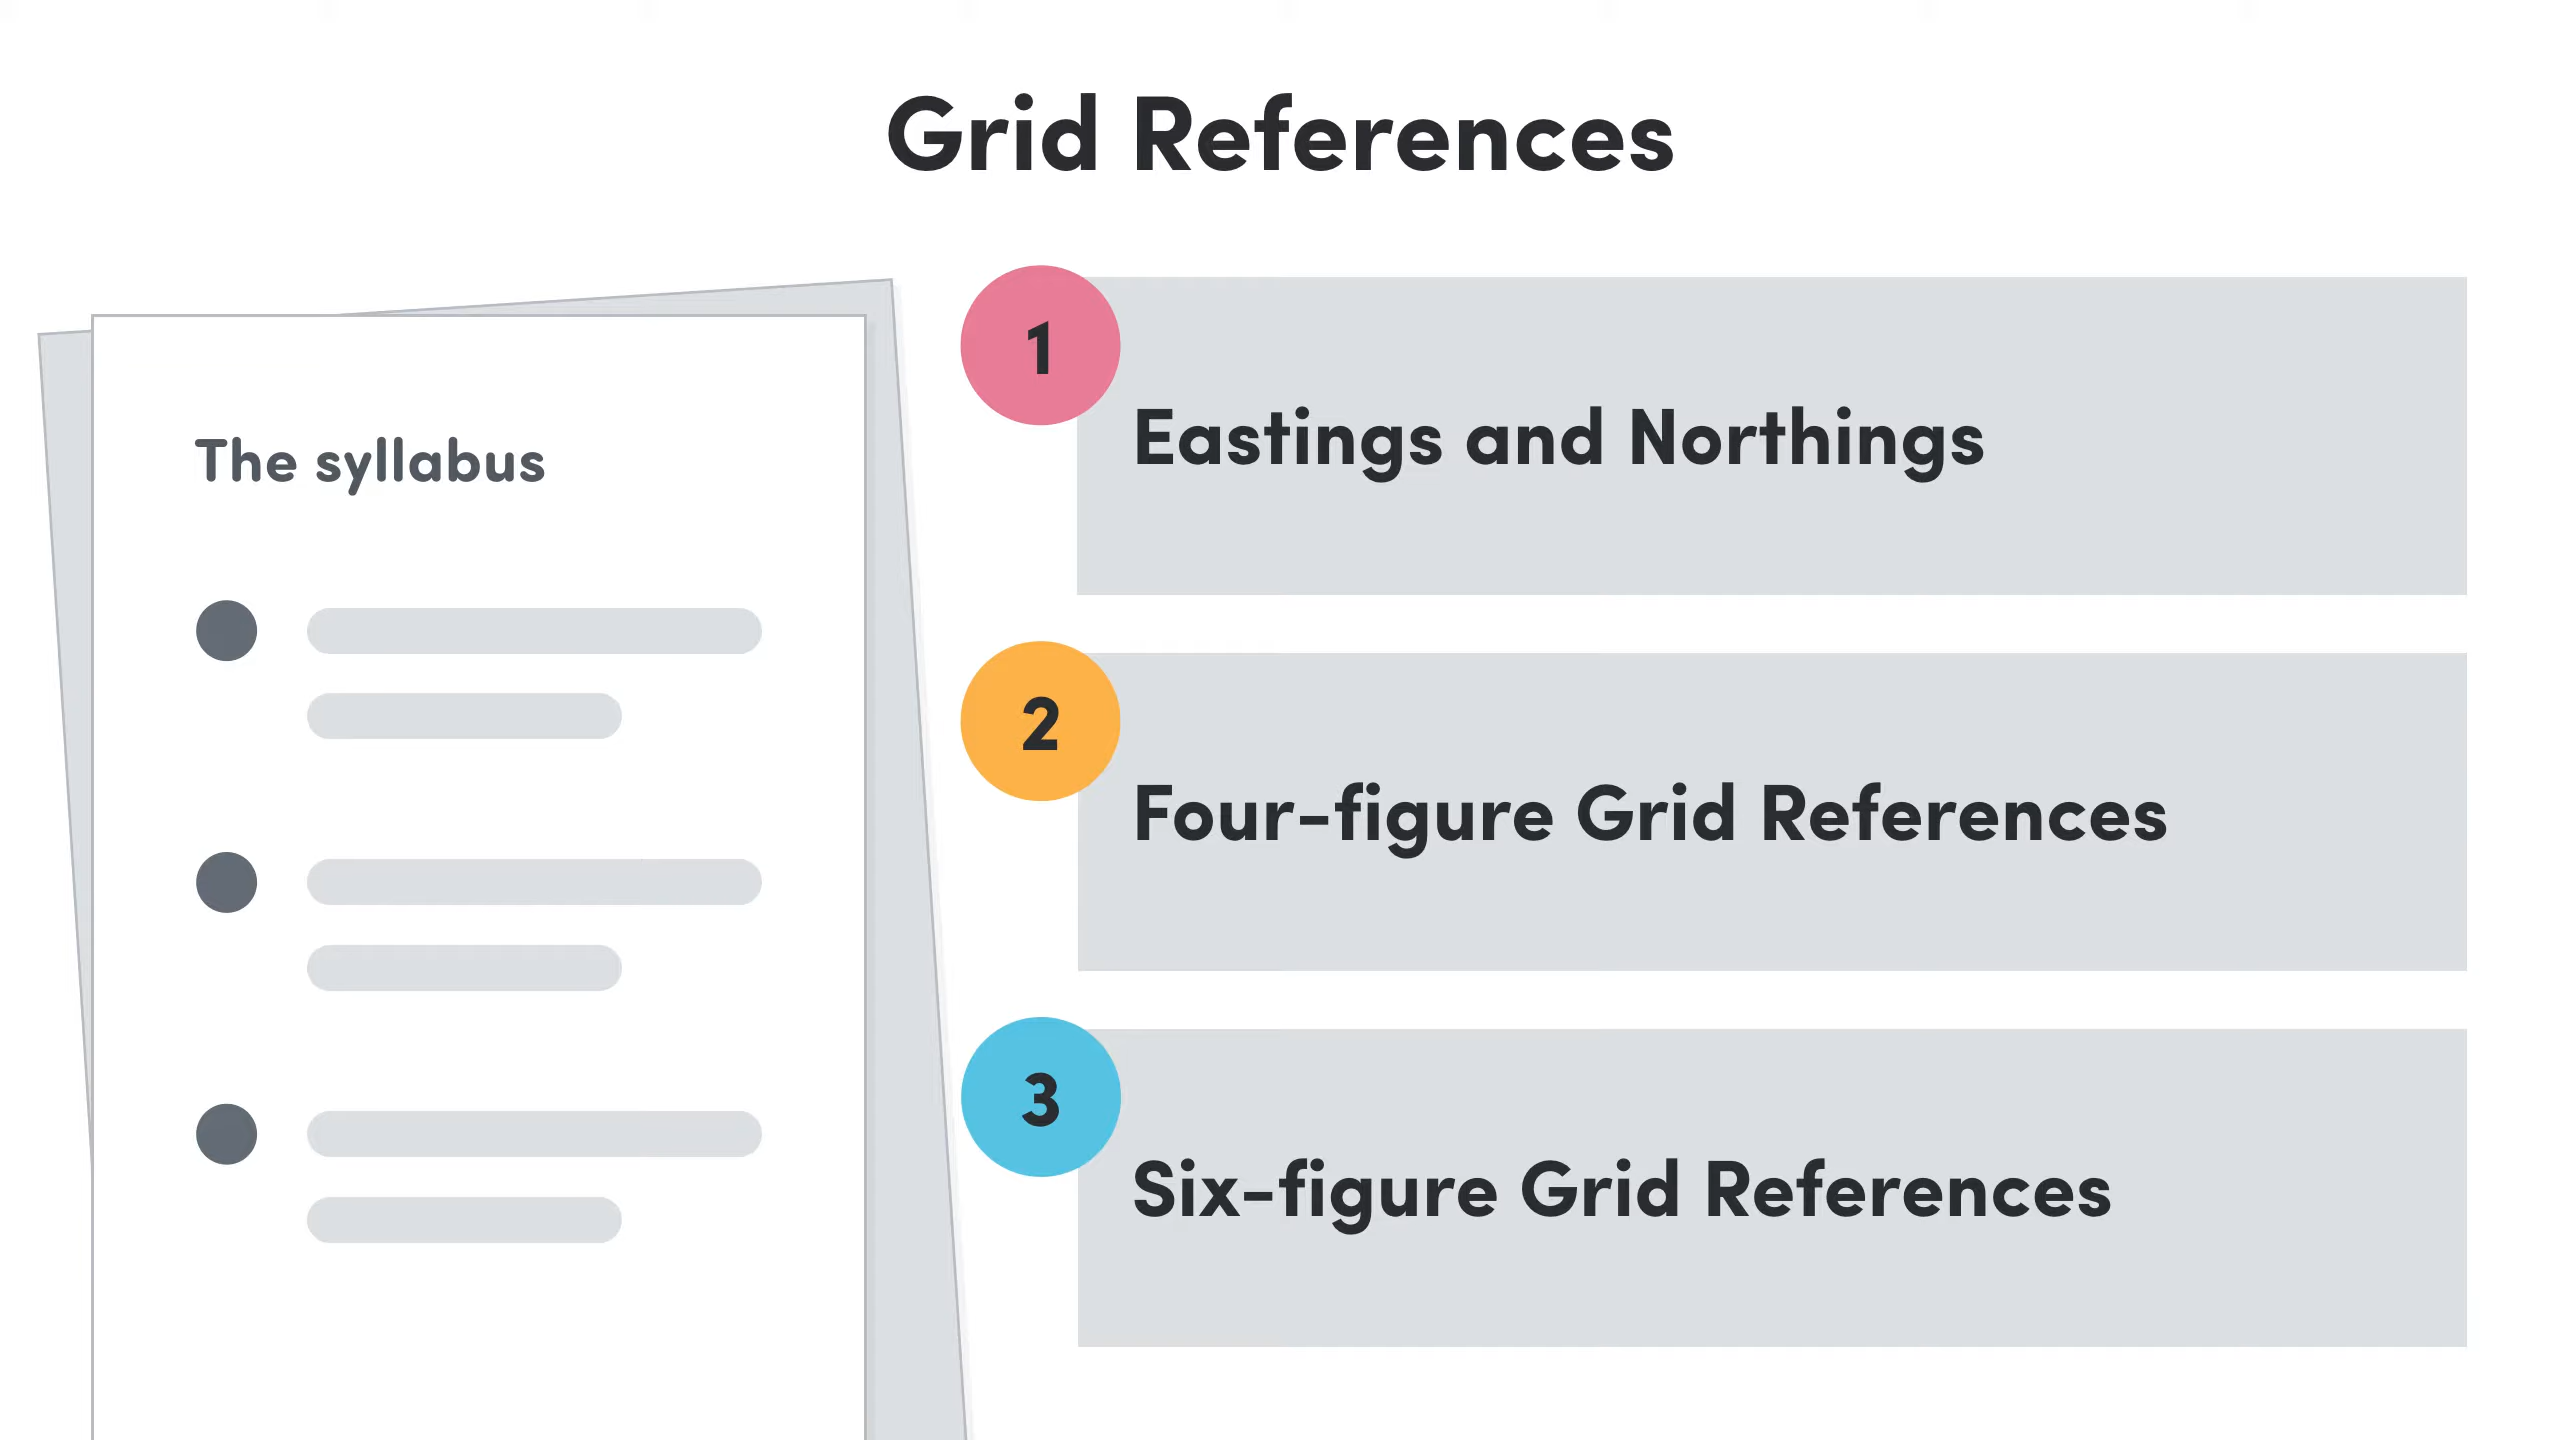 Grid References
The syllabus
1
Eastings and Northings
2
Four-figure Grid References
3
Six-figure Grid References